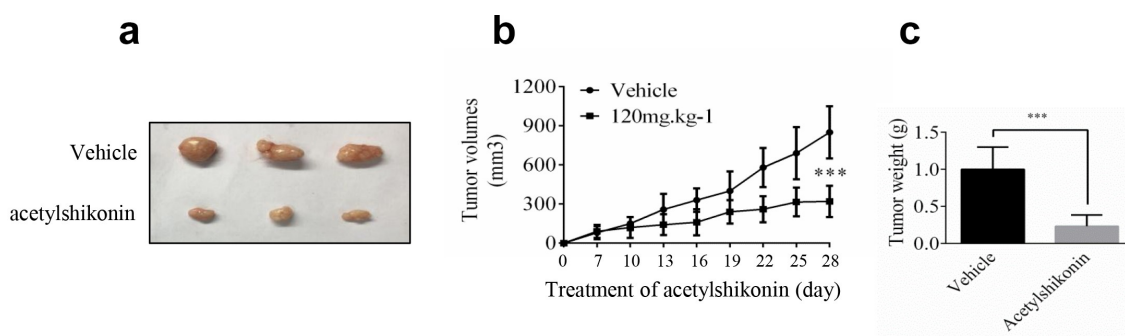 a
Vehicle
acetylshikonin
b
Tumor volumes
(mm3)
1200
900
600
300
0
Vehicle
120mg.kg-1
***
0 7 10 13 16 19 22 25 28
Treatment of acetylshikonin (day)
c
Tumor weight (g)
1.5
1.0
0.5
0.0
***
Vehicle
Acetylshikonin